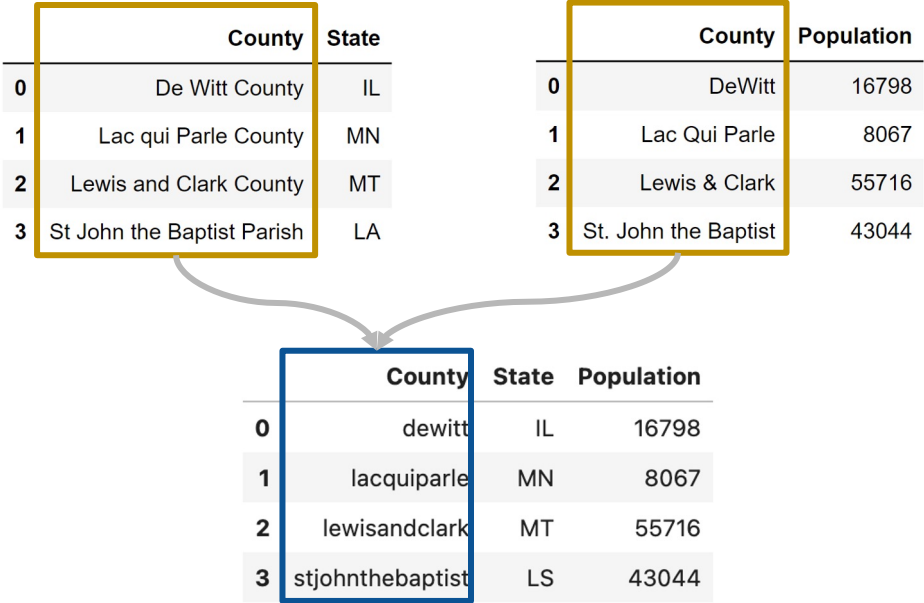 County State
0 De Witt County IL
1 Lac qui Parle County MN
2 Lewis and Clark County MT
3 St John the Baptist Parish LA
County Population
0 DeWitt 16798
1 Lac Qui Parle 8067
2 Lewis & Clark 55716
3 St. John the Baptist 43044
County State Population
0 dewitt IL 16798
1 lacquiparle MN 8067
2 lewisandclark MT 55716
3 stjohnthebaptist LS 43044